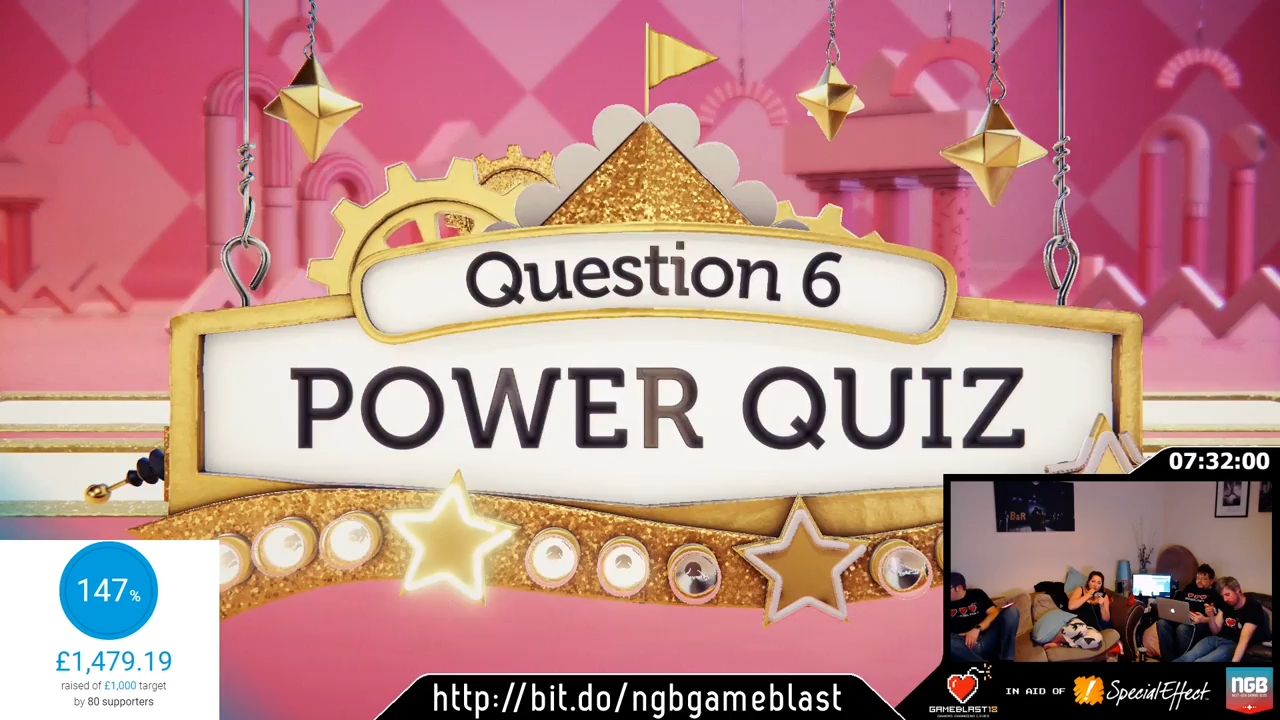 Question 6
POWER QUIZ
07:32:00
147%
£1,479.19
raised of £1,000 target
by 80 supporters
http://bit.do/ngbgameblast
GAMEBLAST18
IN AID OF
SpecialEffect
NGB